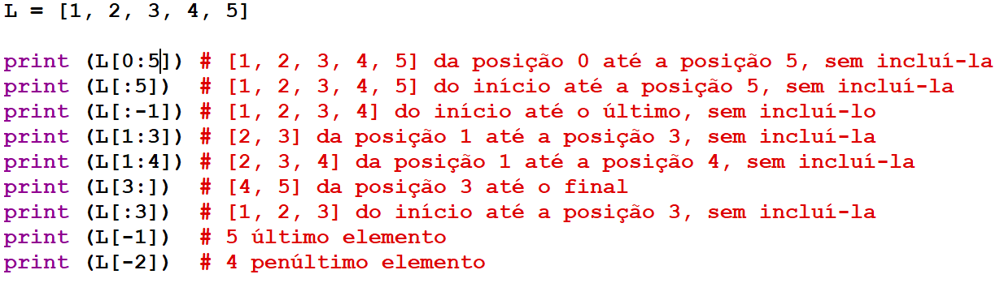 L = [1, 2, 3, 4, 5]
print (L[0:5]) # [1, 2, 3, 4, 5] da posição 0 até a posição 5, sem incluí-la
print (L[:5])  # [1, 2, 3, 4, 5] do início até a posição 5, sem incluí-la
print (L[:-1]) # [1, 2, 3, 4] do início até o último, sem incluí-lo
print (L[1:3]) # [2, 3] da posição 1 até a posição 3, sem incluí-la
print (L[1:4]) # [2, 3, 4] da posição 1 até a posição 4, sem incluí-la
print (L[3:])  # [4, 5] da posição 3 até o final
print (L[:3])  # [1, 2, 3] do início até a posição 3, sem incluí-la
print (L[-1])  # 5 último elemento
print (L[-2])  # 4 penúltimo elemento